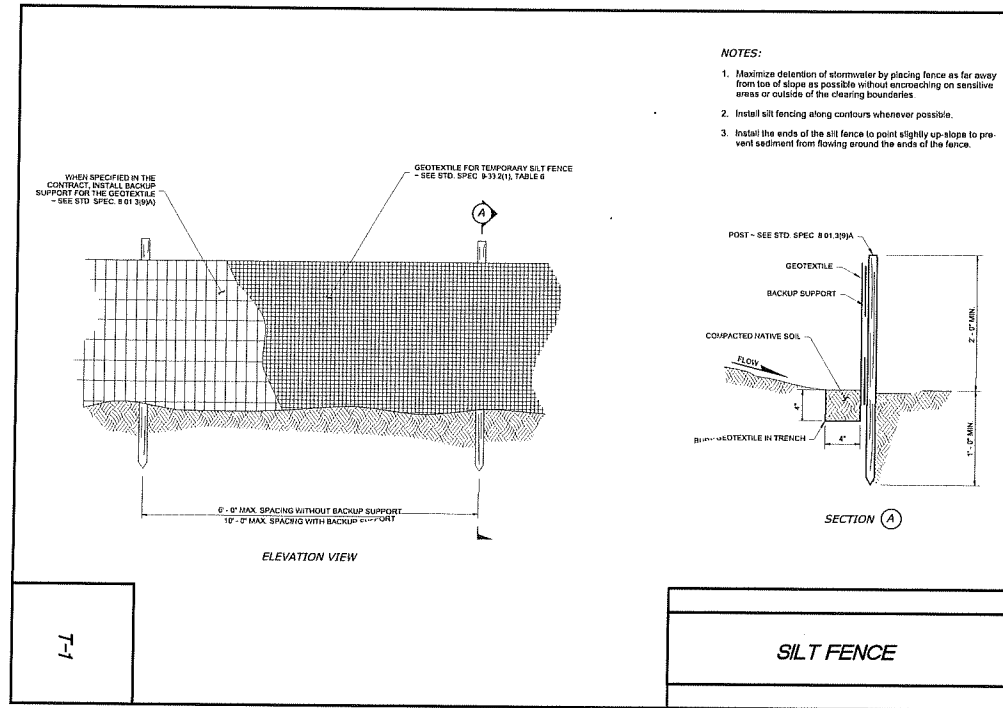 NOTES:
1. Maximize detention of stormwater by placing fence as far away
from toe of slope as possible without encroaching on sensitive
areas or outside of the clearing boundaries.
2. Install silt fencing along contours whenever possible.
3. Install the ends of the silt fence to point slightly up-slope to pre-
vent sediment from flowing around the ends of the fence.
WHEN SPECIFIED IN THE
CONTRACT, INSTALL BACKUP
SUPPORT FOR THE GEOTEXTILE
~ SEE STD. SPEC. 8 01 3(9)A)
GEOTEXTILE FOR TEMPORARY SILT FENCE
~ SEE STD. SPEC 9-33 2(1), TABLE 6
A
6' - 0" MAX. SPACING WITHOUT BACKUP SUPPORT
10' - 0" MAX. SPACING WITH BACKUP SUPPORT
ELEVATION VIEW
POST ~ SEE STD. SPEC 8 01.3(9)A
GEOTEXTILE
BACKUP SUPPORT
COMPACTED NATIVE SOIL
FLOW
4"
4"
BURY GEOTEXTILE IN TRENCH
2' - 0" MIN.
1' - 0" MIN.
SECTION A
T-1
SILT FENCE